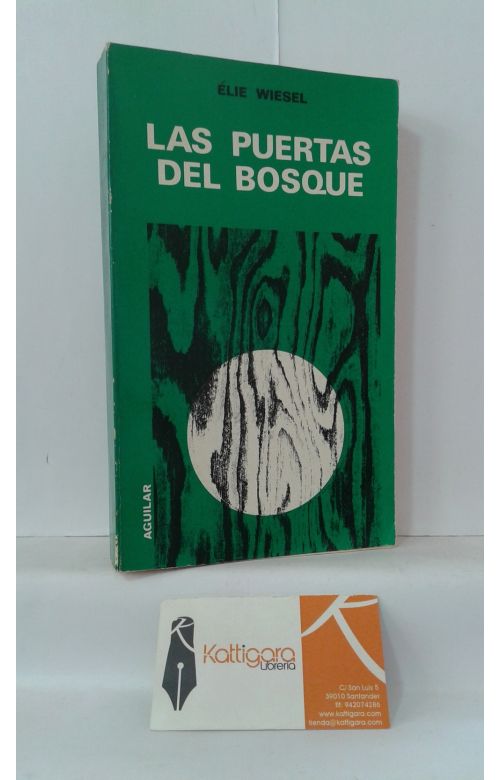 ÉLIE WIESEL
LAS PUERTAS
DEL BOSQUE
AGUILAR
Kattigara
Librería
C/ San Luis 5
39010 Santander
tlf. 942074286
www.kattigara.com
tienda@kattigara.com